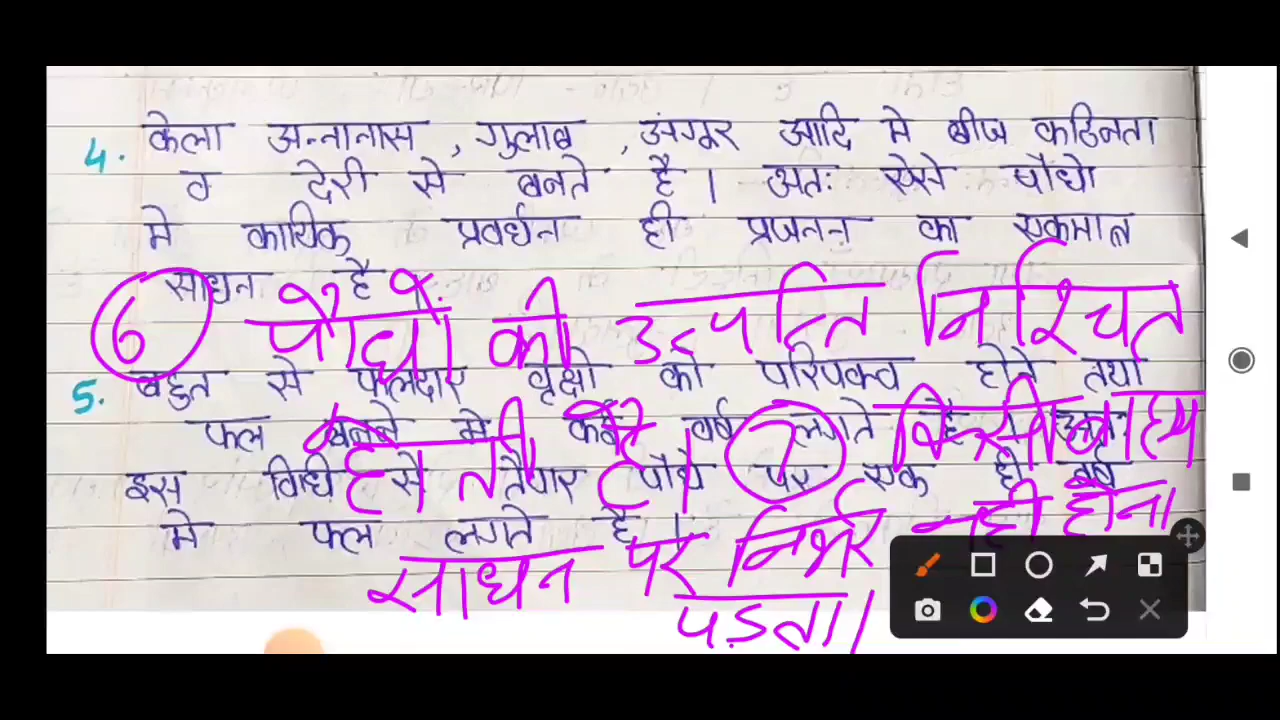 4. केला अन्नानास , गुलाब , अंगूर आदि मे बीज कठिनता
व देरी से बनते है । अतः ऐसे पौधो
मे कायिक प्रवर्धन ही प्रजनन का एकमात्र
साधन है ।
6 पौधों की उत्पन्ति निश्चित
5. बहुत से फलदार वृक्षो को परिपक्व होने तथा
फल बनने मे कई वर्ष लगते है । अतः
होती है। 7 किसी बाह्य
इस विधि से तैयार पौधे पर एक ही वर्ष
मे फल लगते है ।
साधन पर निर्भर नही होना
पड़ता।